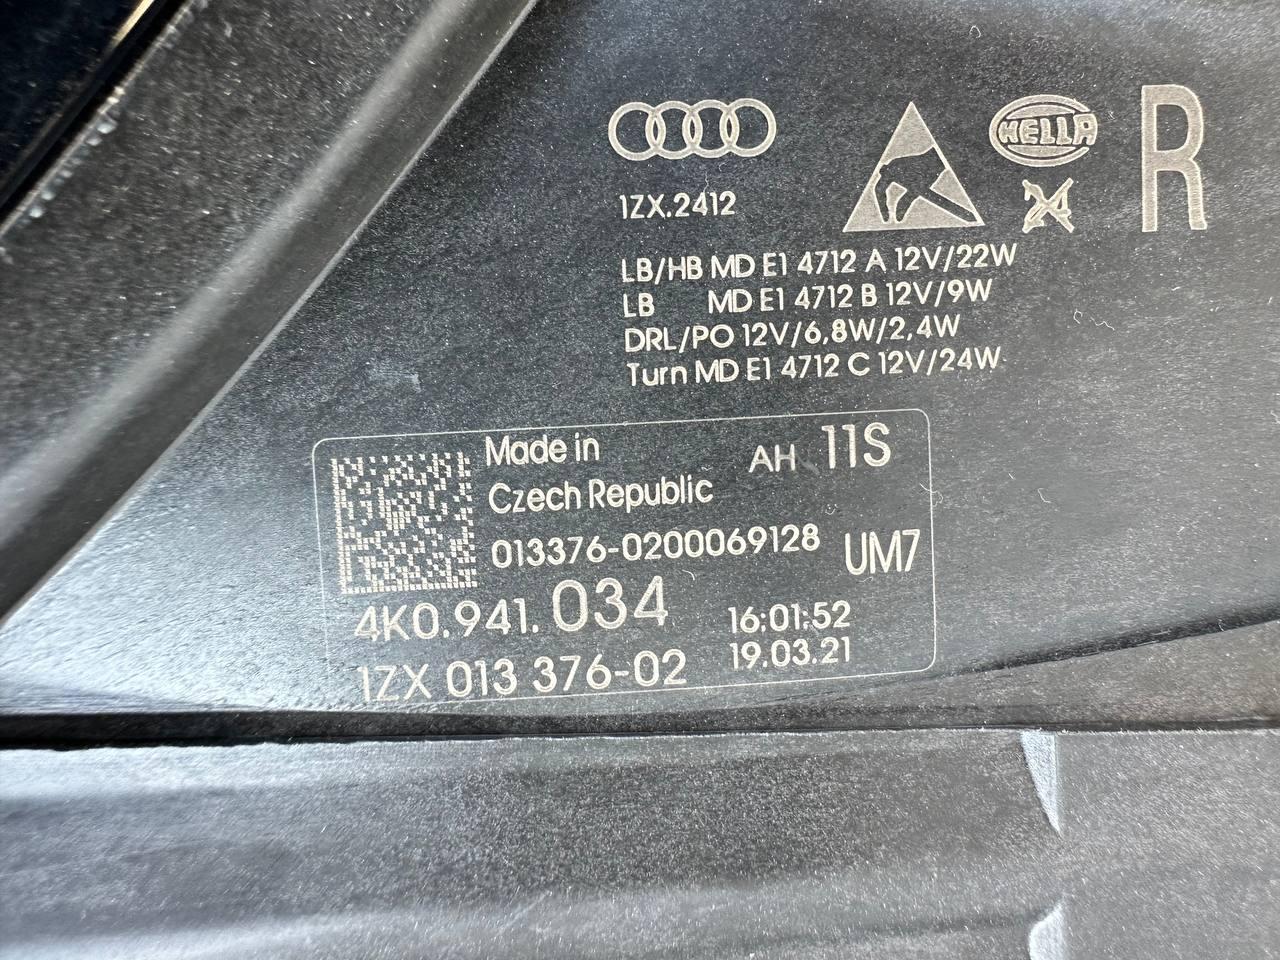 HELLA
R
1ZX.2412
24
LB/HB MD E1 4712 A 12V/22W
LB MD E1 4712 B 12V/9W
DRL/PO 12V/6,8W/2,4W
Turn MD E1 4712 C 12V/24W
Made in
Czech Republic
AH 11S
013376-0200069128
UM7
4K0.941.034
16:01:52
19.03.21
1ZX 013 376-02